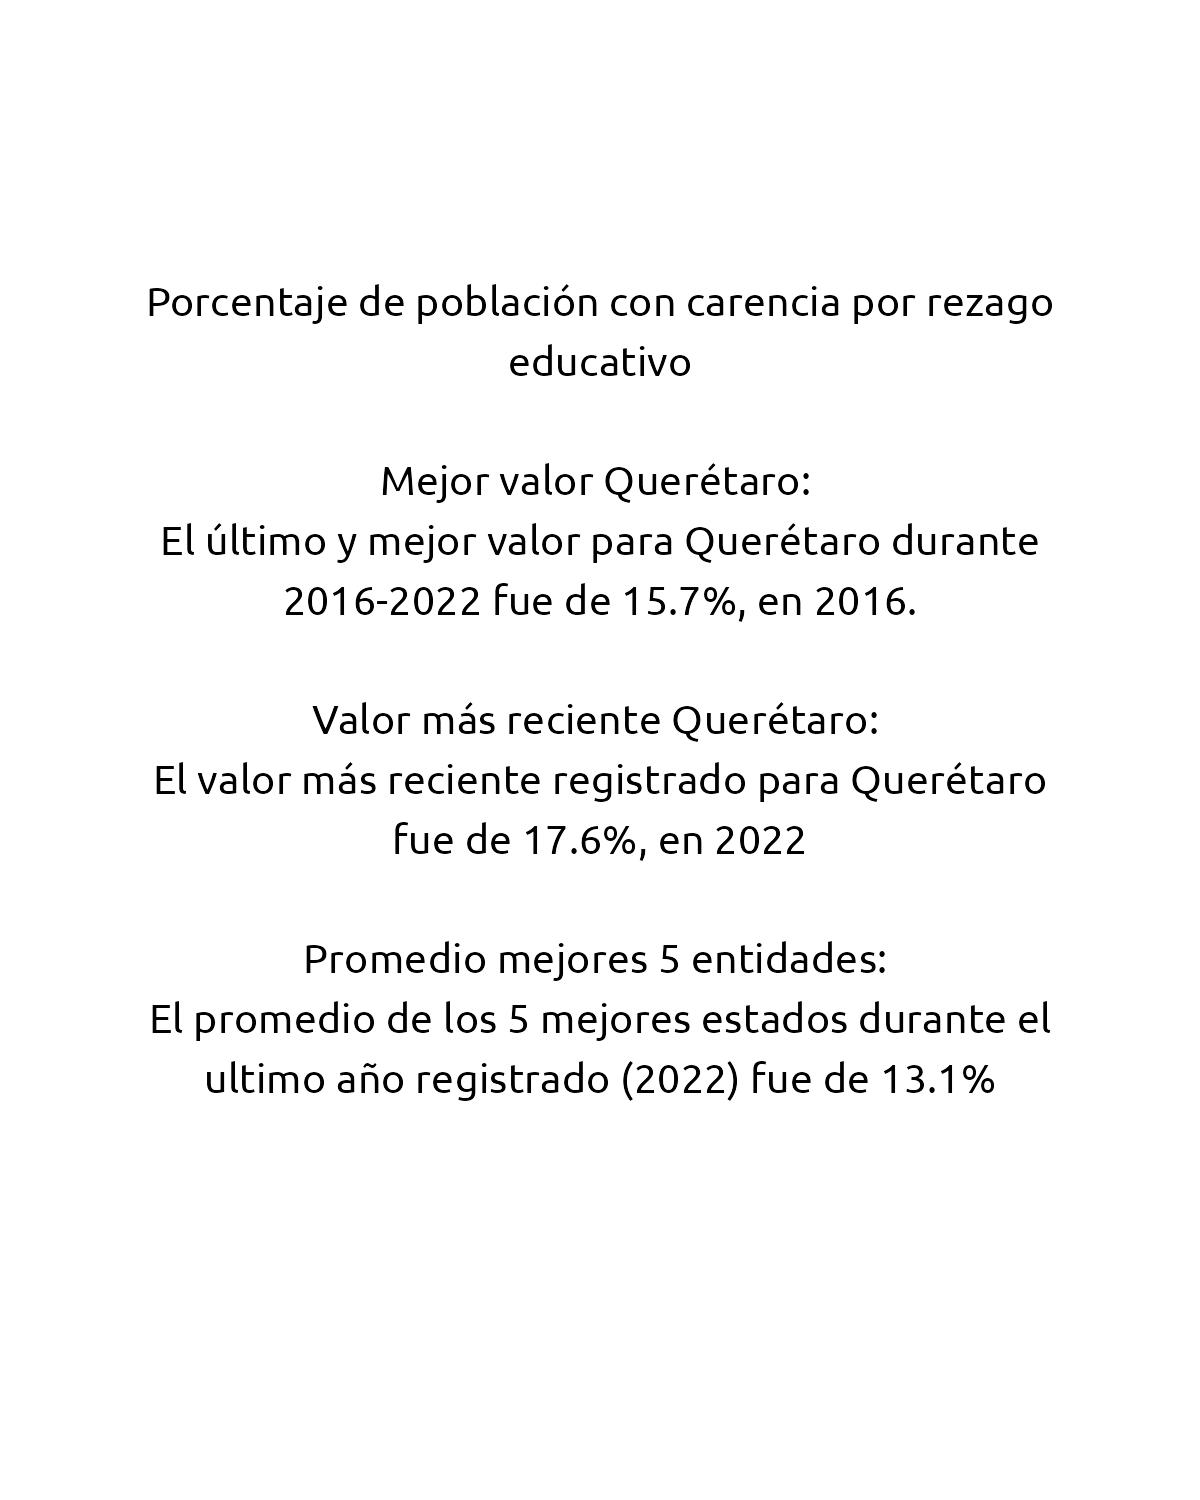 Porcentaje de población con carencia por rezago
educativo
Mejor valor Querétaro:
El último y mejor valor para Querétaro durante
2016-2022 fue de 15.7%, en 2016.
Valor más reciente Querétaro:
El valor más reciente registrado para Querétaro
fue de 17.6%, en 2022
Promedio mejores 5 entidades:
El promedio de los 5 mejores estados durante el
ultimo año registrado (2022) fue de 13.1%